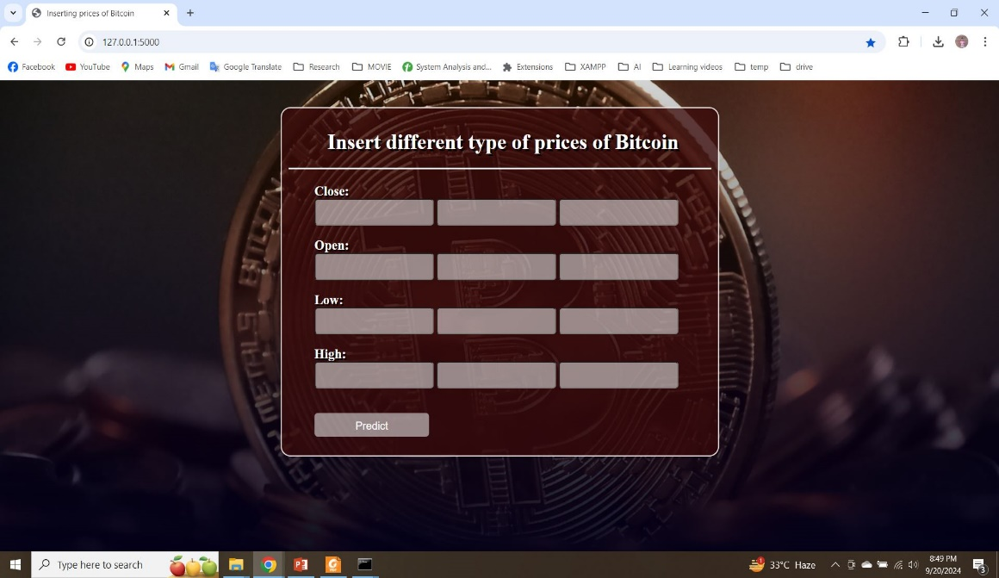 Inserting prices of Bitcoin
127.0.0.1:5000
Facebook YouTube Maps Gmail Google Translate Research MOVIE System Analysis and... Extensions XAMPP AI Learning videos temp drive
Insert different type of prices of Bitcoin
Close:
Open:
Low:
High:
Predict
Type here to search
33°C Haze
8:49 PM
9/20/2024
3